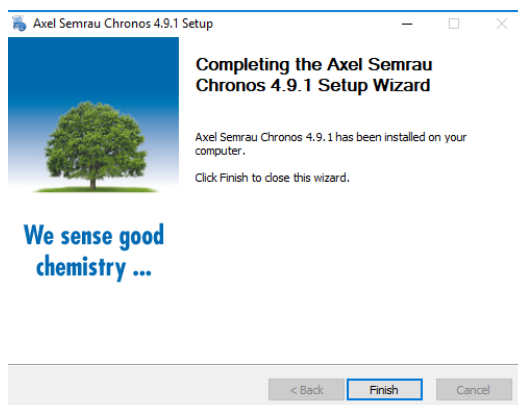 Axel Semrau Chronos 4.9.1 Setup
Completing the Axel Semrau
Chronos 4.9.1 Setup Wizard
Axel Semrau Chronos 4.9.1 has been installed on your
computer.
Click Finish to close this wizard.
We sense good
chemistry ...
< Back Finish Cancel